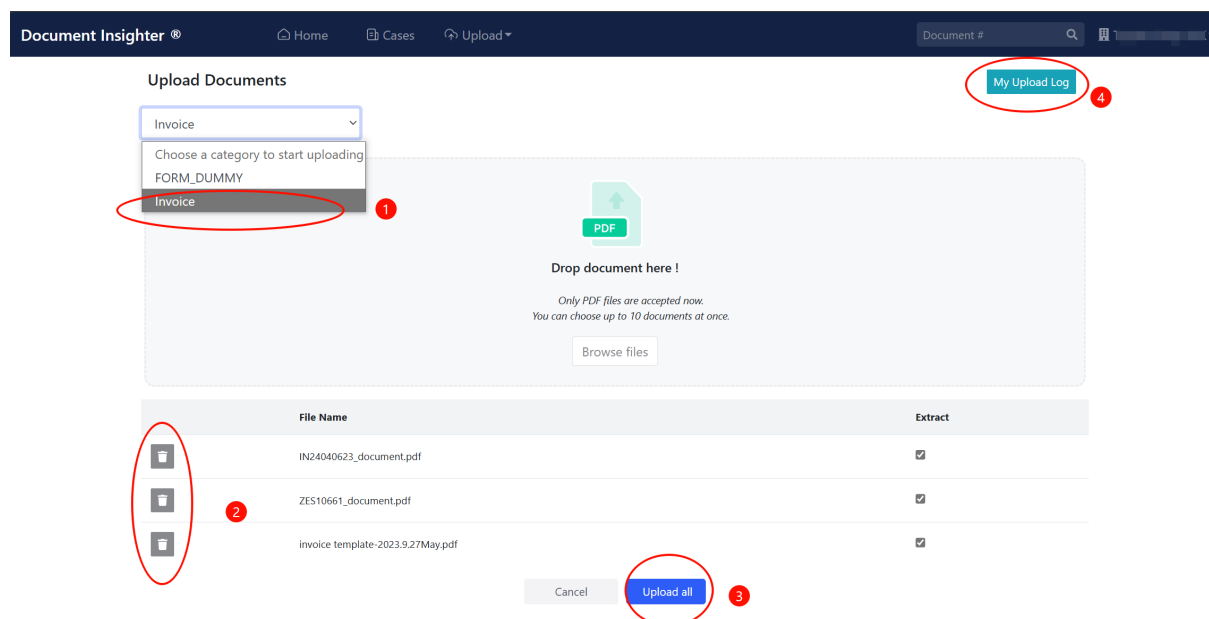 Document Insighter ® Home Cases Upload Document #
Upload Documents
My Upload Log
4
Invoice
Choose a category to start uploading
FORM_DUMMY
Invoice
1
PDF
Drop document here !
Only PDF files are accepted now.
You can choose up to 10 documents at once.
Browse files
File Name Extract
IN24040623_document.pdf
ZES10661_document.pdf
2
invoice template-2023.9.27May.pdf
Cancel Upload all
3